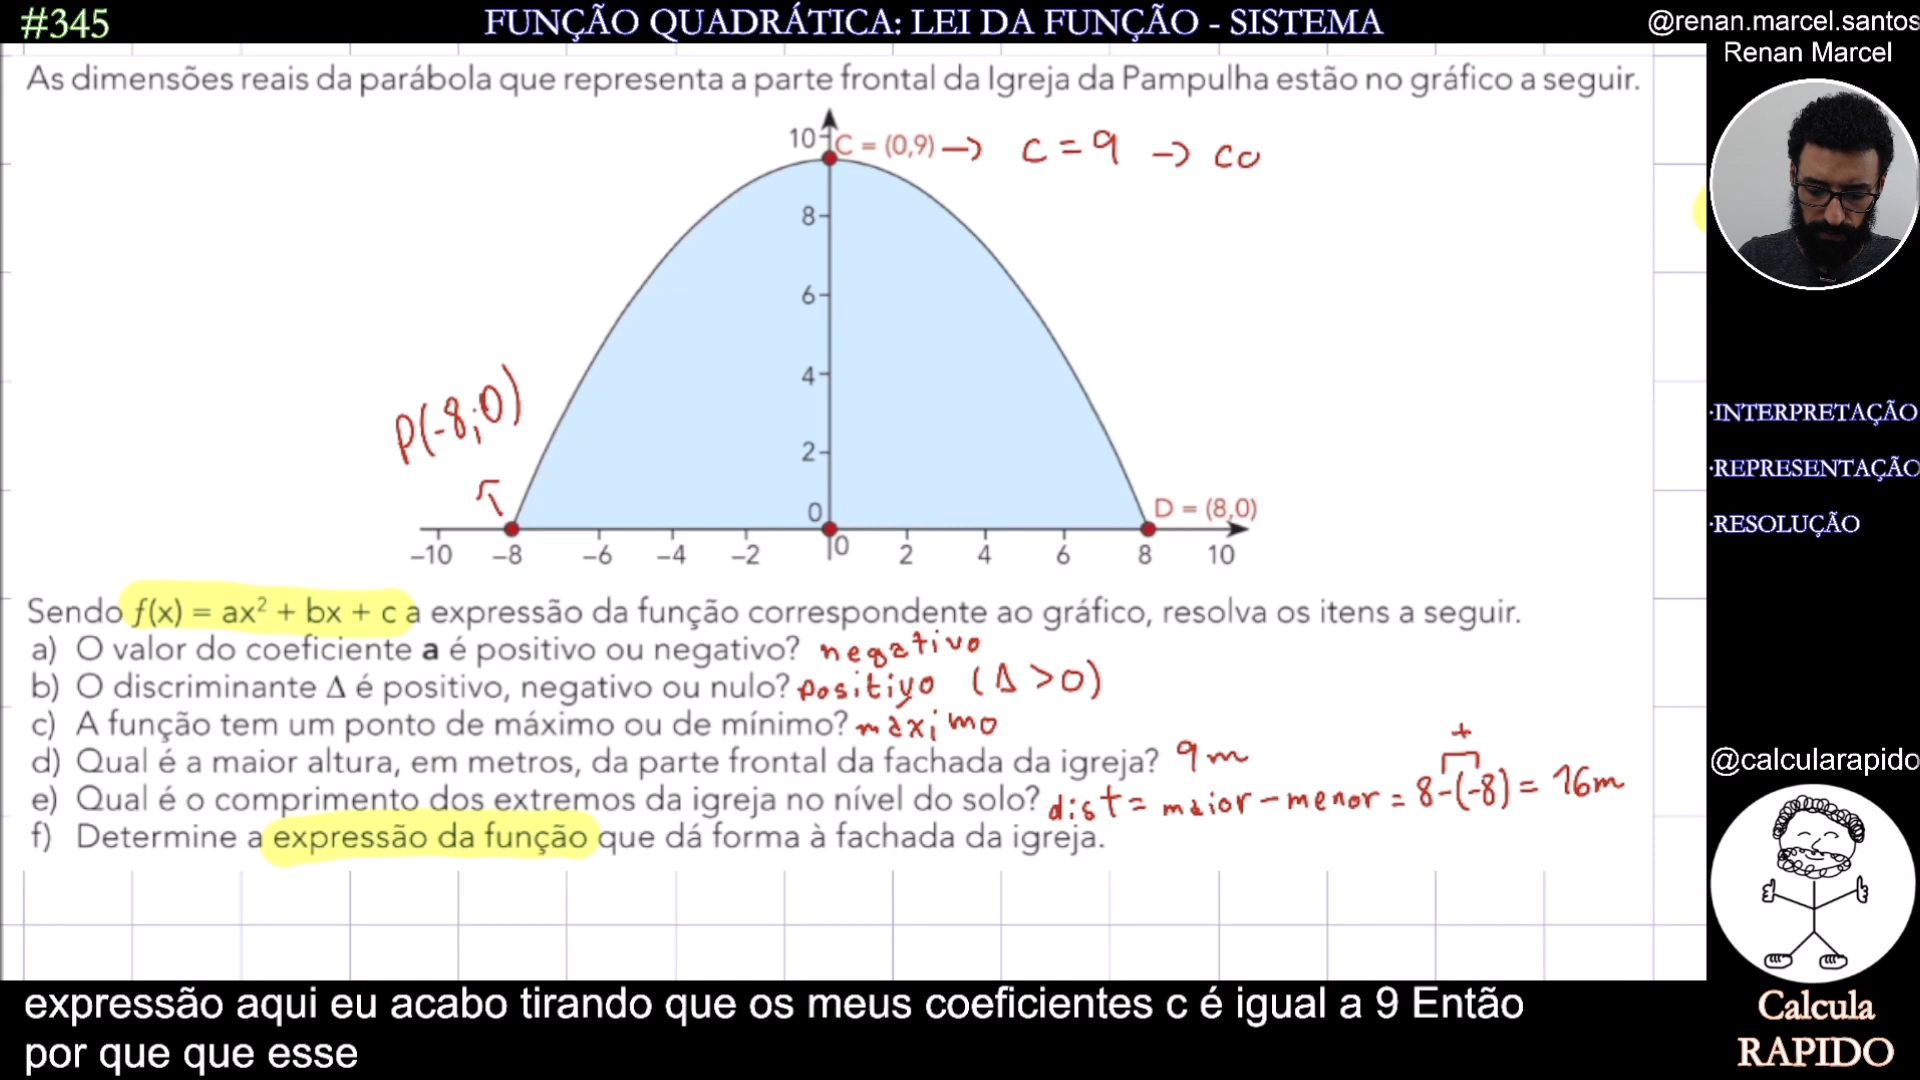 #345
FUNÇÃO QUADRÁTICA: LEI DA FUNÇÃO - SISTEMA
@renan.marcel.santos
Renan Marcel
As dimensões reais da parábola que representa a parte frontal da Igreja da Pampulha estão no gráfico a seguir.
10
C = (0,9) → c = 9 → co
8
6
4
2
0
P(-8;0)
D = (8,0)
–10 –8 –6 –4 –2 0 2 4 6 8 10
Sendo f(x) = ax² + bx + c a expressão da função correspondente ao gráfico, resolva os itens a seguir.
a) O valor do coeficiente a é positivo ou negativo? negativo
b) O discriminante Δ é positivo, negativo ou nulo? positivo (Δ > 0)
c) A função tem um ponto de máximo ou de mínimo? máximo
d) Qual é a maior altura, em metros, da parte frontal da fachada da igreja? 9m
+
e) Qual é o comprimento dos extremos da igreja no nível do solo? dist = maior - menor = 8-(-8) = 16m
f) Determine a expressão da função que dá forma à fachada da igreja.
·INTERPRETAÇÃO
·REPRESENTAÇÃO
·RESOLUÇÃO
@calcularapido
Calcula
RAPIDO
expressão aqui eu acabo tirando que os meus coeficientes c é igual a 9 Então
por que que esse